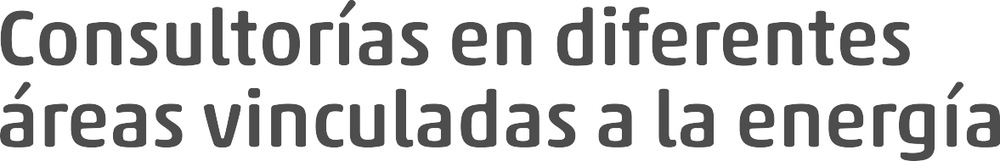 Consultorías en diferentes
áreas vinculadas a la energía